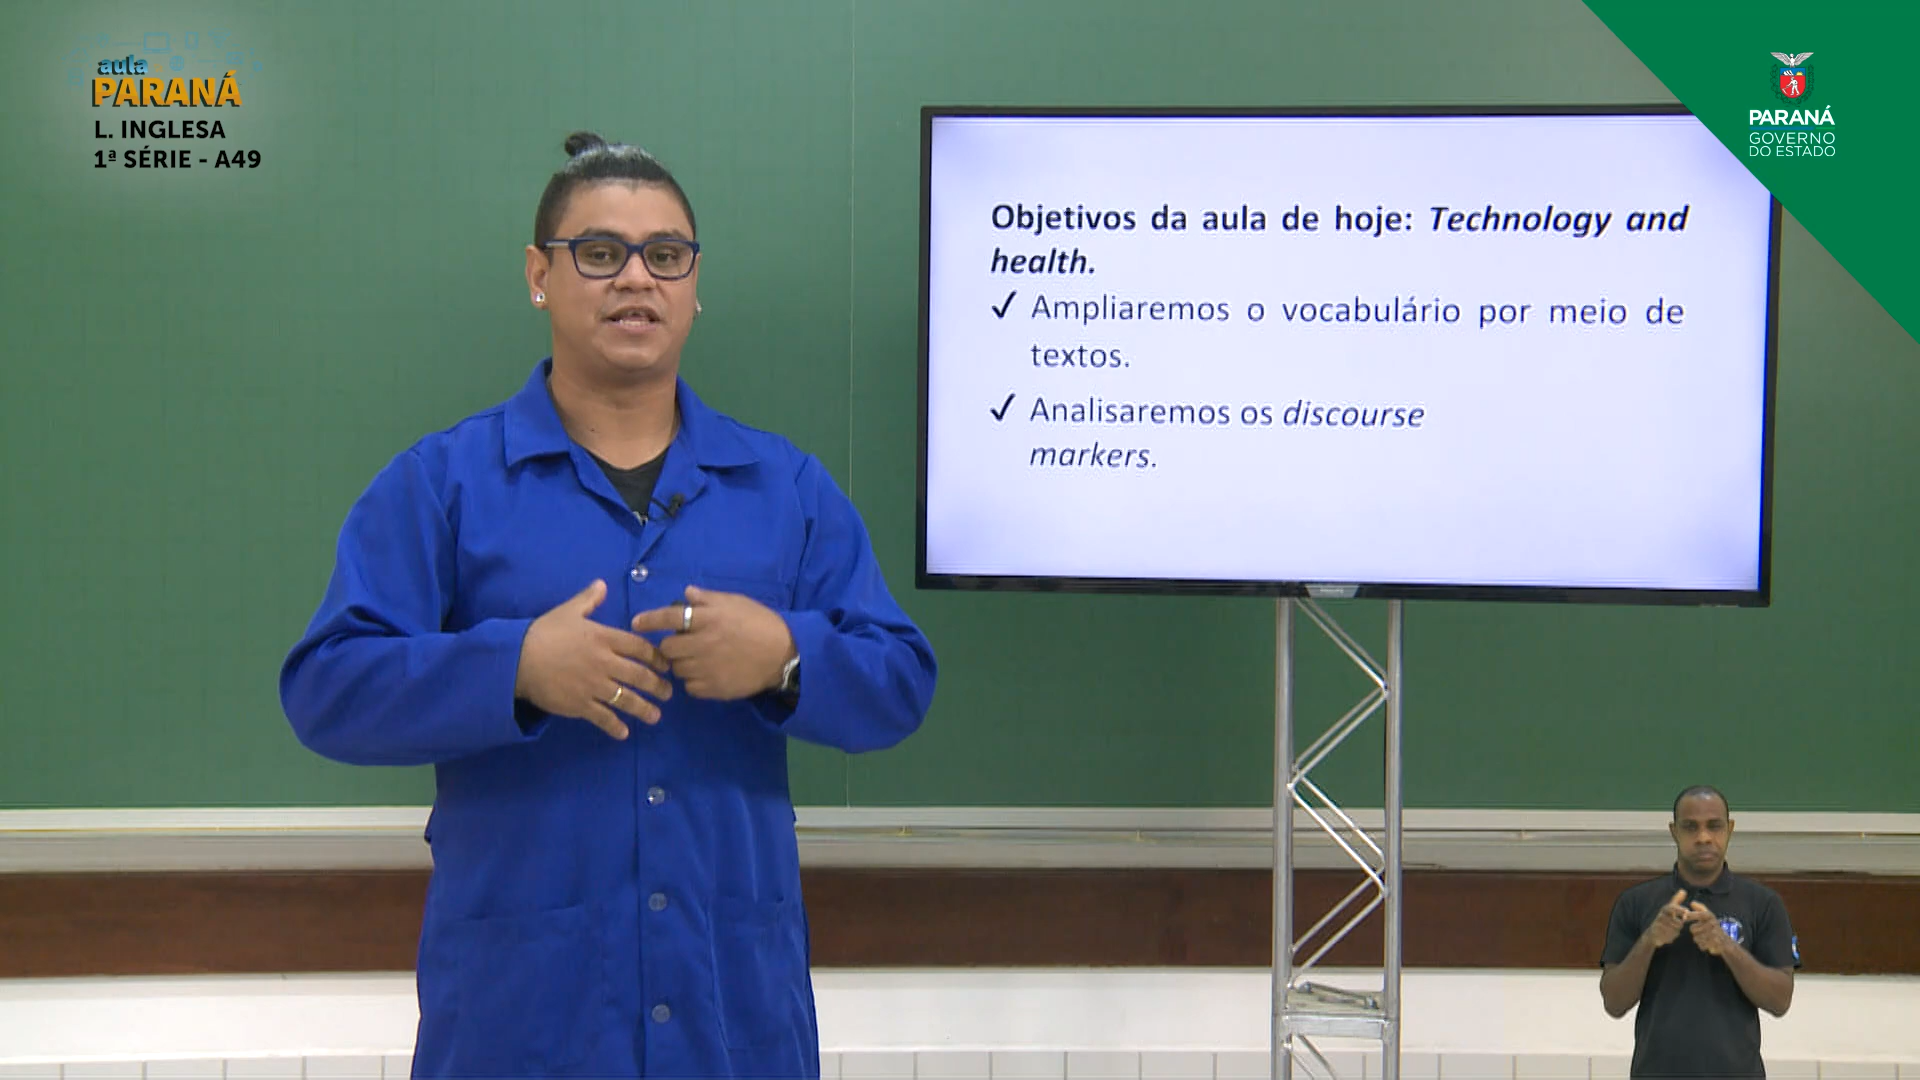 aula
PARANÁ
L. INGLESA
1ª SÉRIE - A49
PARANÁ
GOVERNO
DO ESTADO
Objetivos da aula de hoje: Technology and
health.
✓ Ampliaremos o vocabulário por meio de
textos.
✓ Analisaremos os discourse
markers.